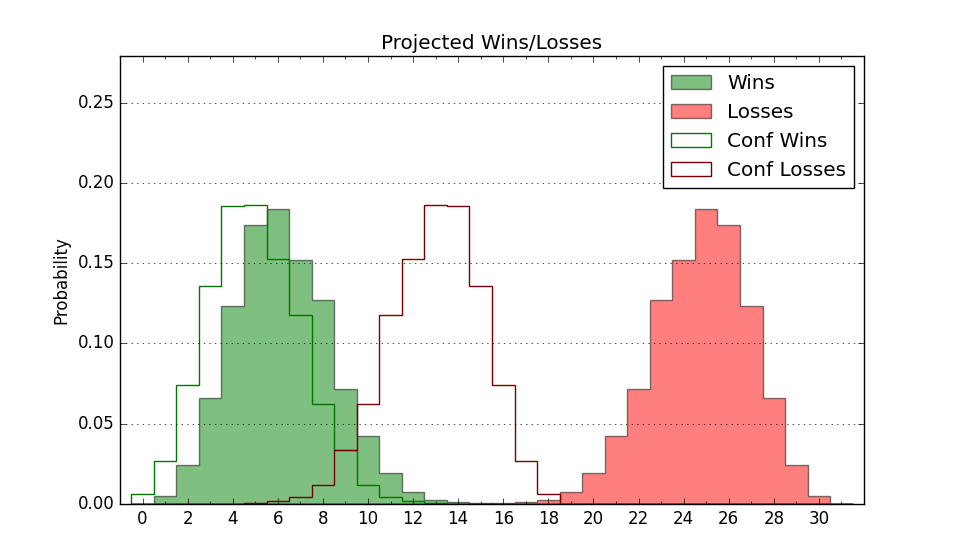 Projected Wins/Losses
Wins
Losses
Conf Wins
Conf Losses
Probability
0.25
0.20
0.15
0.10
0.05
0.00
0 2 4 6 8 10 12 14 16 18 20 22 24 26 28 30